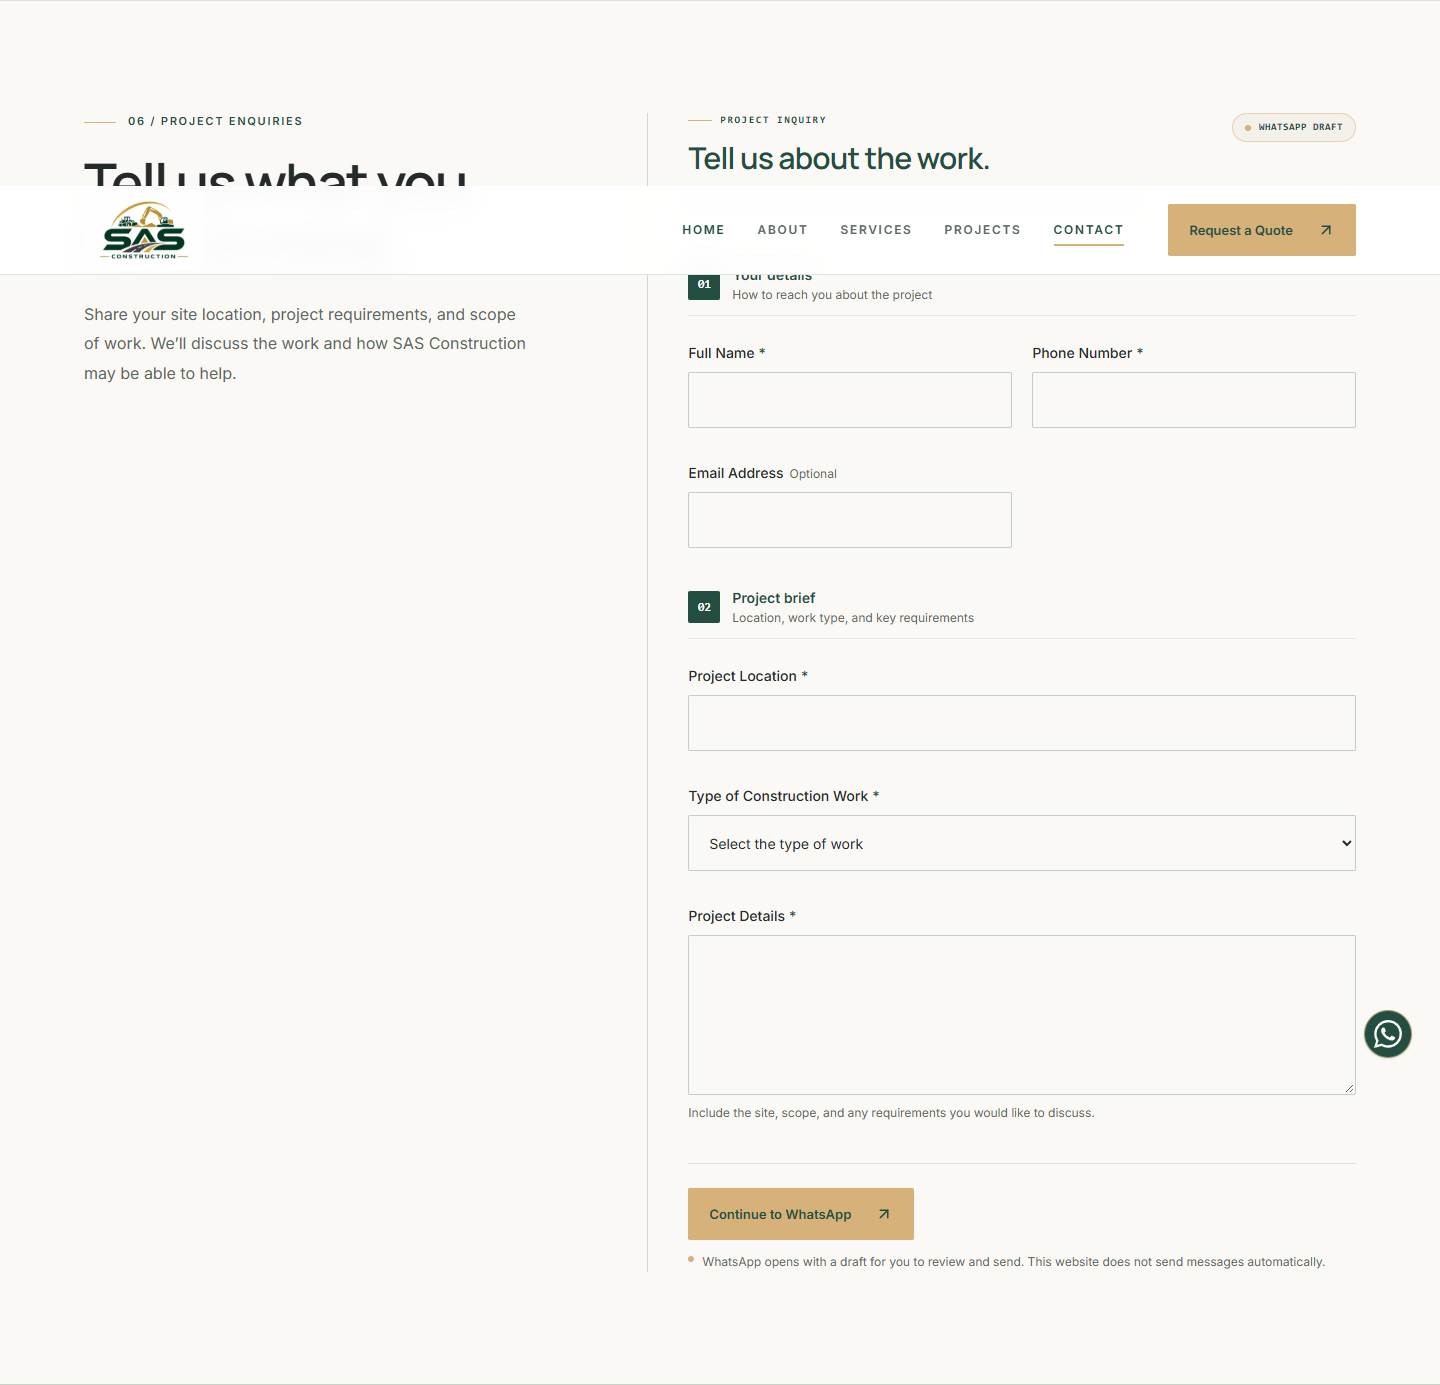 06 / PROJECT ENQUIRIES
Tell us what you
PROJECT INQUIRY
WHATSAPP DRAFT
Tell us about the work.
SAS
CONSTRUCTION
HOME
ABOUT
SERVICES
PROJECTS
CONTACT
Request a Quote
Share your site location, project requirements, and scope
of work. We’ll discuss the work and how SAS Construction
may be able to help.
01
Your details
How to reach you about the project
Full Name *
Phone Number *
Email Address Optional
02
Project brief
Location, work type, and key requirements
Project Location *
Type of Construction Work *
Select the type of work
Project Details *
Include the site, scope, and any requirements you would like to discuss.
Continue to WhatsApp
WhatsApp opens with a draft for you to review and send. This website does not send messages automatically.